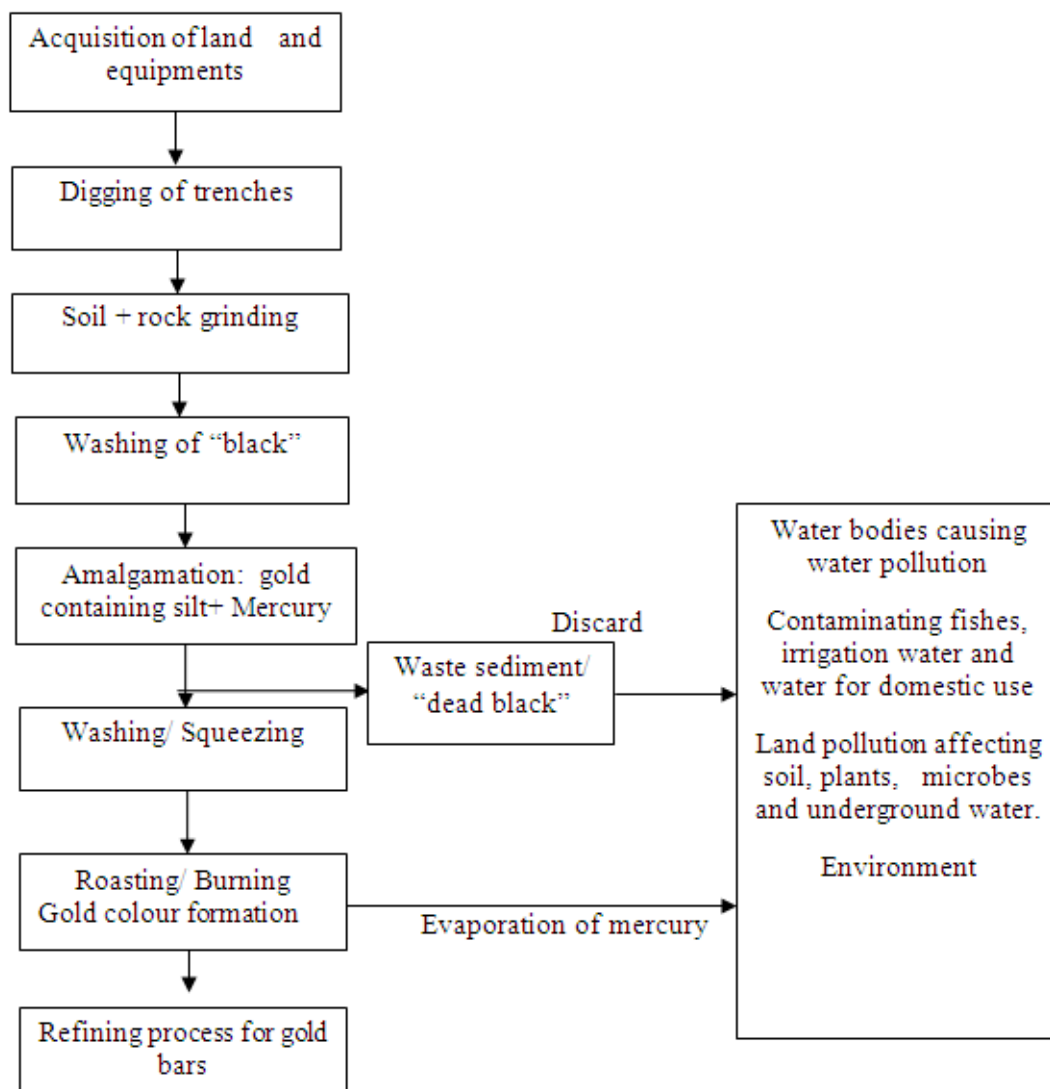 Acquisition of land and
equipments
Digging of trenches
Soil + rock grinding
Washing of “black”
Amalgamation: gold
containing silt+ Mercury
Discard
Waste sediment/
“dead black”
Washing/ Squeezing
Roasting/ Burning
Gold colour formation
Evaporation of mercury
Refining process for gold
bars
Water bodies causing
water pollution
Contaminating fishes,
irrigation water and
water for domestic use
Land pollution affecting
soil, plants, microbes
and underground water.
Environment